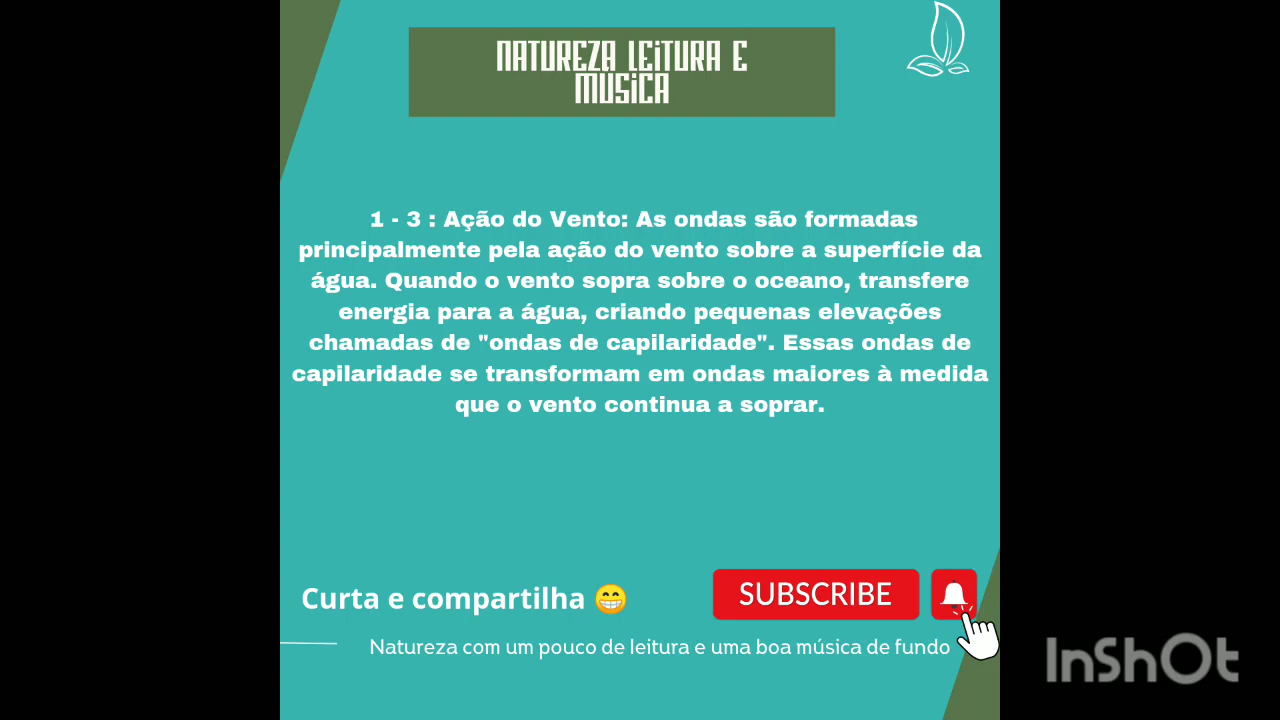 NATUREZA LEITURA E
MÚSICA
1 - 3 : Ação do Vento: As ondas são formadas
principalmente pela ação do vento sobre a superfície da
água. Quando o vento sopra sobre o oceano, transfere
energia para a água, criando pequenas elevações
chamadas de "ondas de capilaridade". Essas ondas de
capilaridade se transformam em ondas maiores à medida
que o vento continua a soprar.
Curta e compartilha 😁
SUBSCRIBE
Natureza com um pouco de leitura e uma boa música de fundo
InShOt